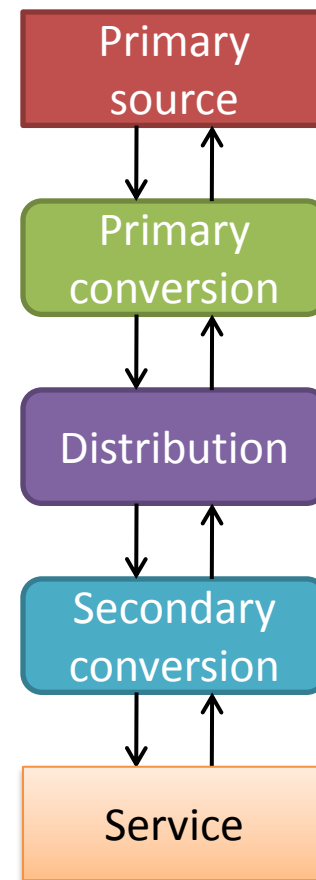 Primary
source
Primary
conversion
Distribution
Secondary
conversion
Service